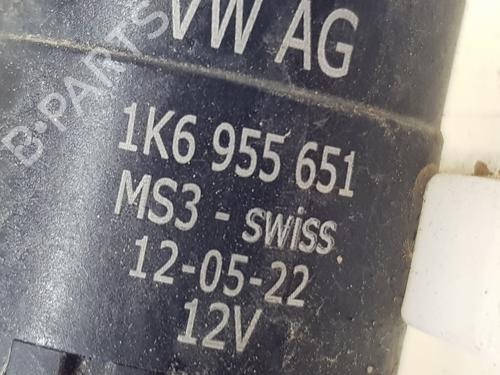 VW AG
1K6 955 651
MS3 - swiss
12-05-22
12V
B-PARTS